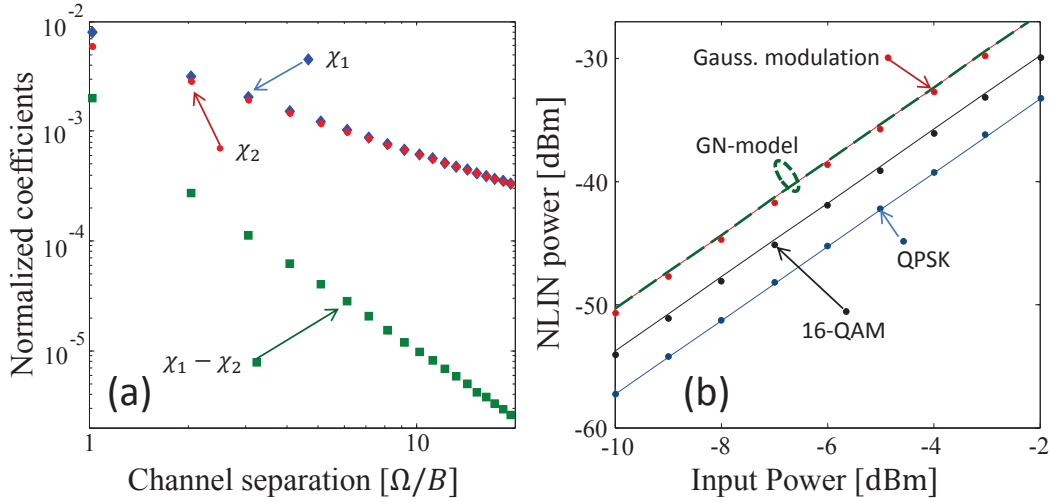 10⁻²
10⁻³
10⁻⁴
10⁻⁵
1
10
Normalized coefficients
Channel separation [Ω/B]
χ₁
χ₂
χ₁ − χ₂
(a)
-30
-40
-50
-60
-10
-8
-6
-4
-2
NLIN power [dBm]
Input Power [dBm]
Gauss. modulation
GN-model
QPSK
16-QAM
(b)